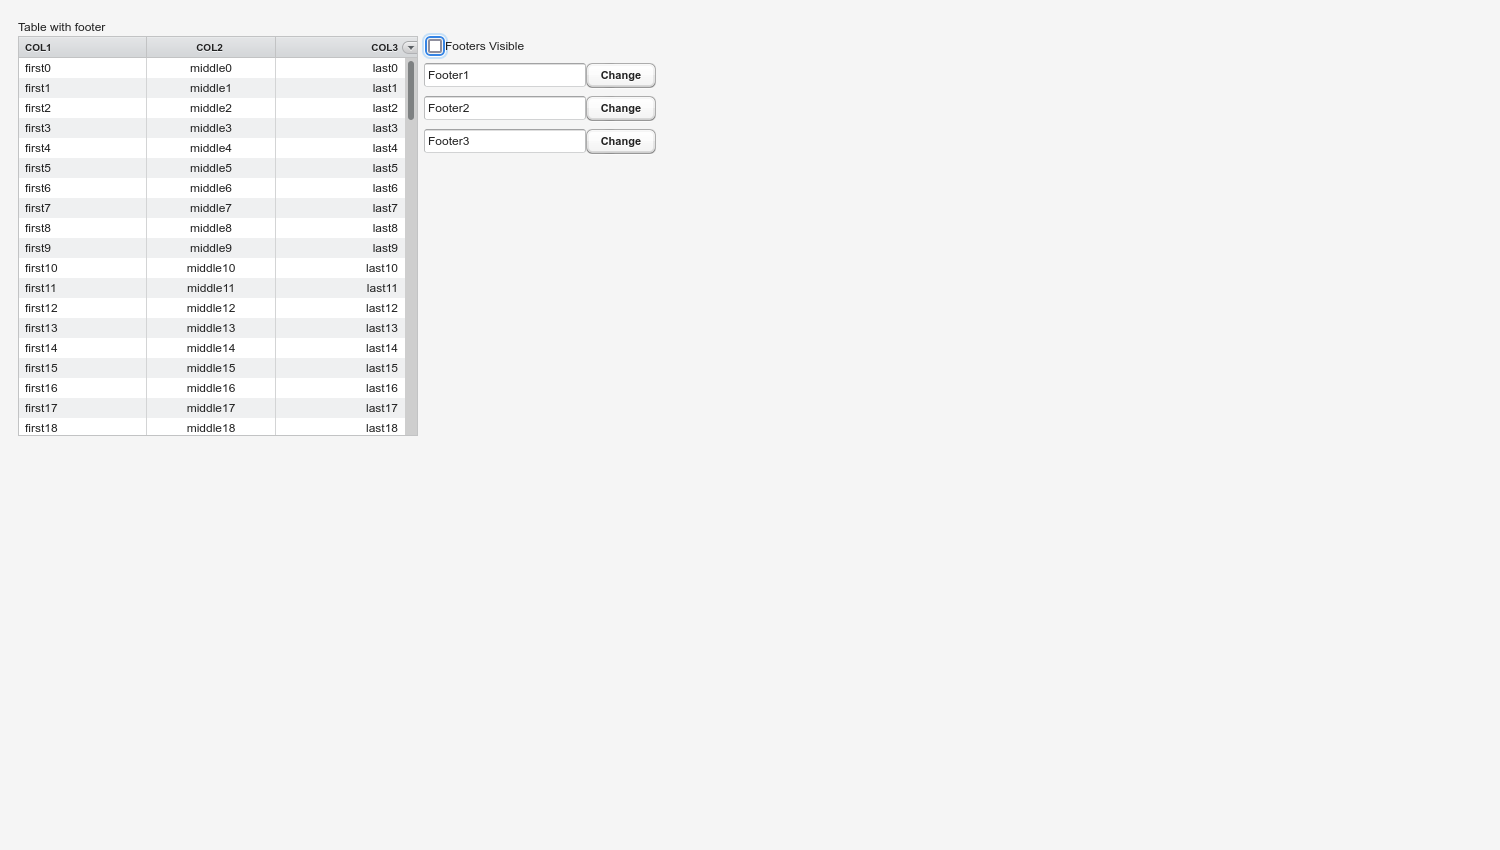 Table with footer
COL1 COL2 COL3
Footers Visible
first0 middle0 last0
Footer1 Change
first1 middle1 last1
first2 middle2 last2
Footer2 Change
first3 middle3 last3
Footer3 Change
first4 middle4 last4
first5 middle5 last5
first6 middle6 last6
first7 middle7 last7
first8 middle8 last8
first9 middle9 last9
first10 middle10 last10
first11 middle11 last11
first12 middle12 last12
first13 middle13 last13
first14 middle14 last14
first15 middle15 last15
first16 middle16 last16
first17 middle17 last17
first18 middle18 last18